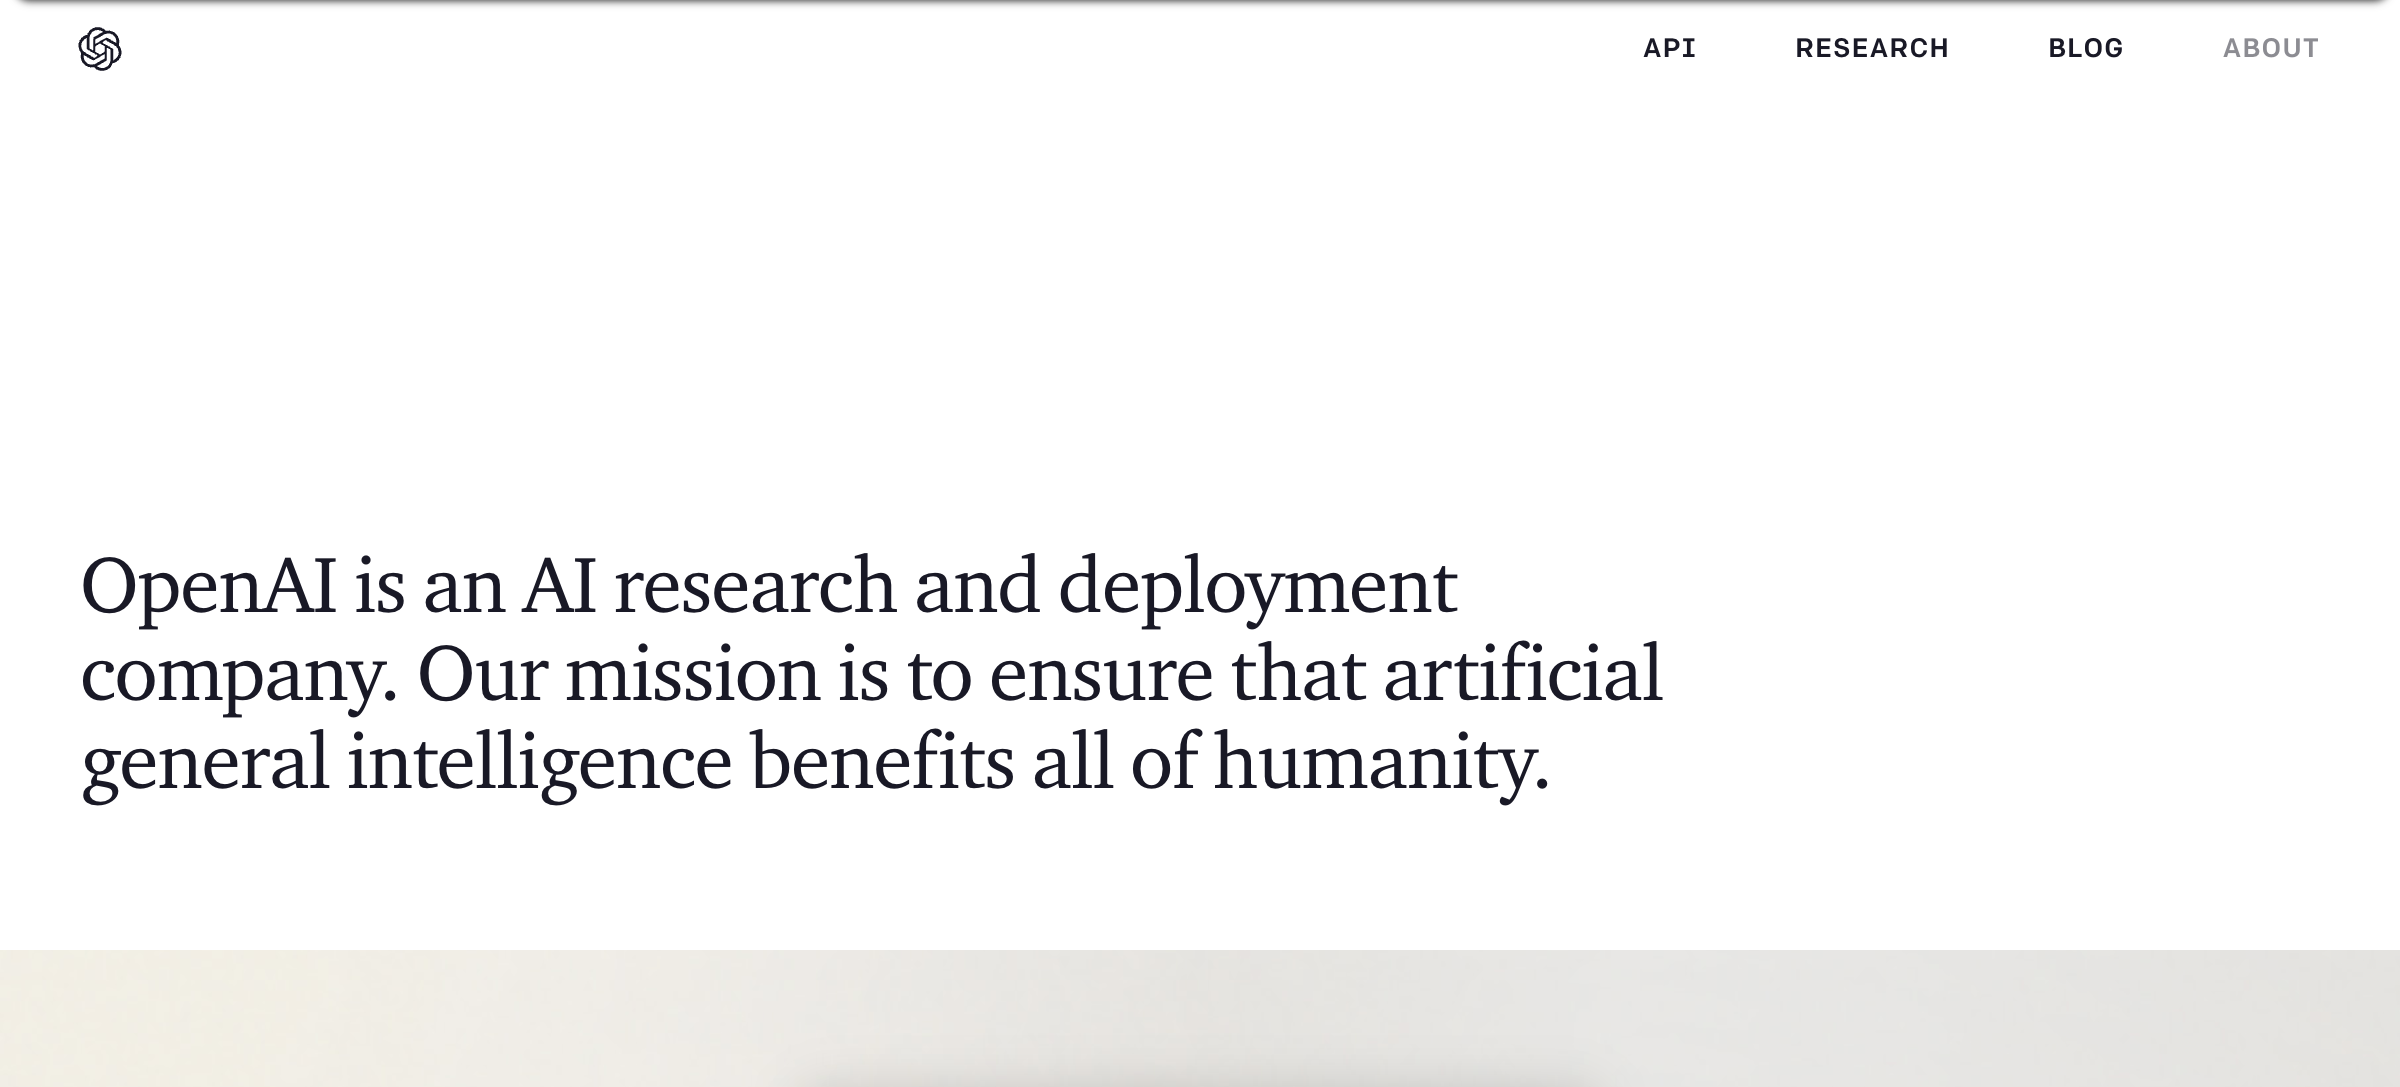 API RESEARCH BLOG ABOUT
OpenAI is an AI research and deployment
company. Our mission is to ensure that artificial
general intelligence benefits all of humanity.